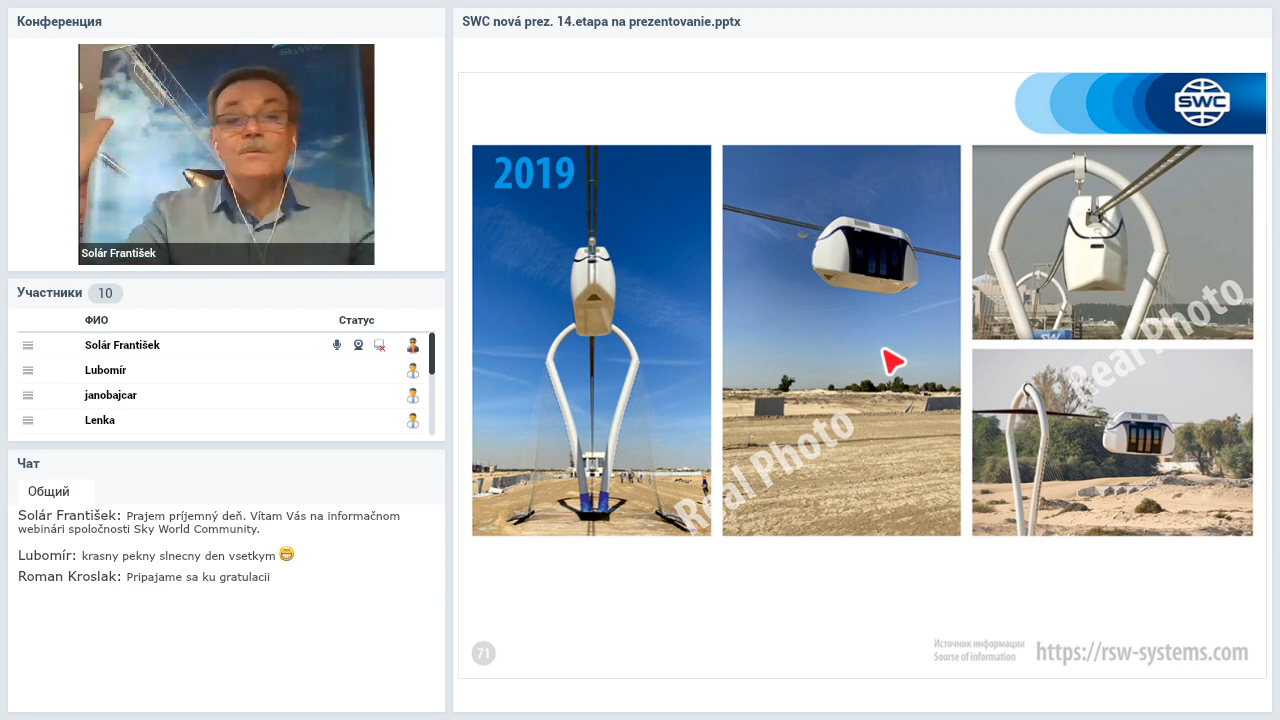 Конференция
Solár František
Участники 10
ФИО Статус
Solár František
Lubomír
janobajcar
Lenka
Чат
Общий
Solár František: Prajem príjemný deň. Vítam Vás na informačnom
webinári spoločnosti Sky World Community.
Lubomír: krasny pekny slnecny den vsetkym
Roman Kroslak: Pripajame sa ku gratulacii
SWC nová prez. 14.etapa na prezentovanie.pptx
SWC
2019
Real Photo
Real Photo
71
Источник информации
Sourse of information
https://rsw-systems.com